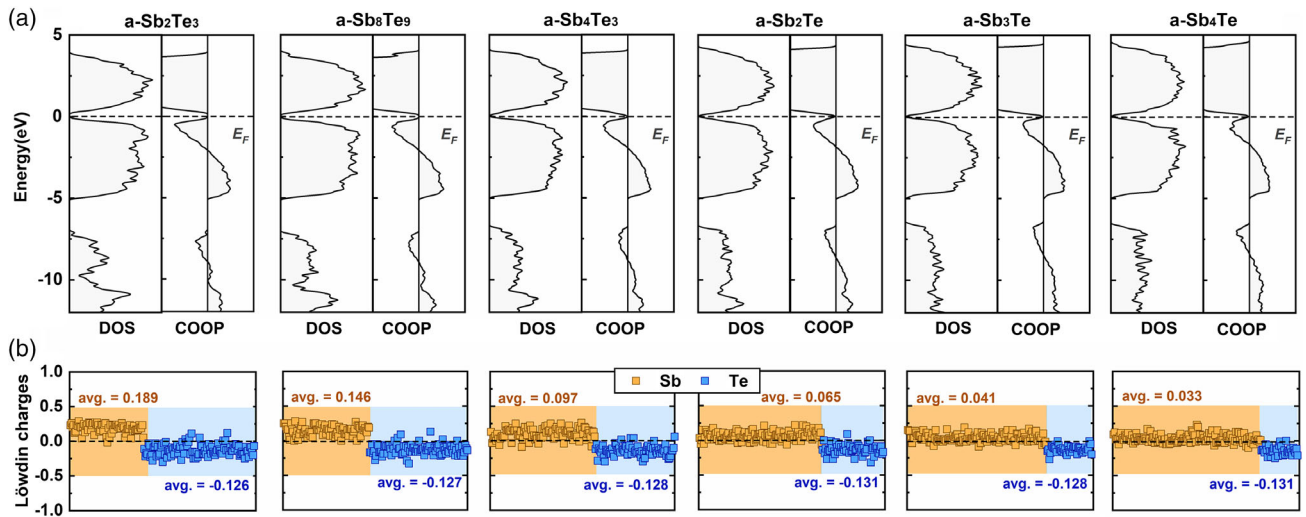 (a)
a-Sb2Te3 a-Sb8Te9 a-Sb4Te3 a-Sb2Te a-Sb3Te a-Sb4Te
5
0
-5
-10
Energy(eV)
EF EF EF EF EF EF
DOS COOP DOS COOP DOS COOP DOS COOP DOS COOP DOS COOP
(b)
Sb Te
1.0
0.5
0.0
-0.5
-1.0
Löwdin charges
avg. = 0.189 avg. = 0.146 avg. = 0.097 avg. = 0.065 avg. = 0.041 avg. = 0.033
avg. = -0.126 avg. = -0.127 avg. = -0.128 avg. = -0.131 avg. = -0.128 avg. = -0.131